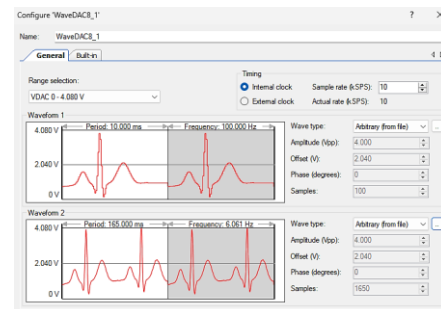 Configure 'WaveDAC8_1' ? ×
Name: WaveDAC8_1
General Built-in
Range selection:
VDAC 0 - 4.080 V
Timing
Internal clock Sample rate (kSPS): 10
External clock Actual rate (kSPS): 10
Waveform 1
4.080 V
2.040 V
0 V
Period: 10.000 ms Frequency: 100.000 Hz
Wave type: Arbitrary (from file) ...
Amplitude (Vpp): 4.000
Offset (V): 2.040
Phase (degrees): 0
Samples: 100
Waveform 2
4.080 V
2.040 V
0 V
Period: 165.000 ms Frequency: 6.061 Hz
Wave type: Arbitrary (from file) ...
Amplitude (Vpp): 4.000
Offset (V): 2.040
Phase (degrees): 0
Samples: 1650